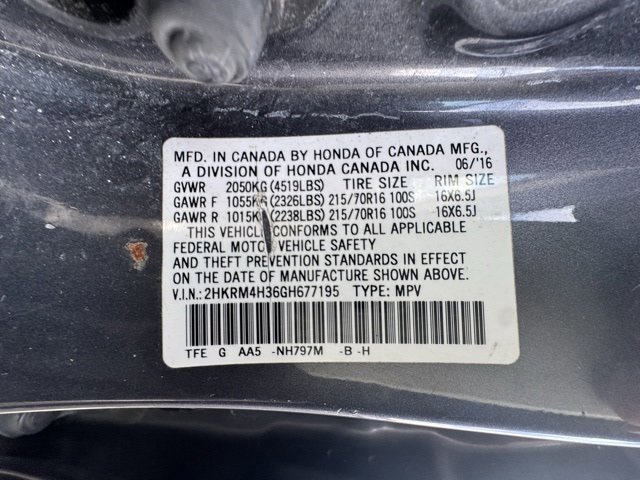 MFD. IN CANADA BY HONDA OF CANADA MFG.,
A DIVISION OF HONDA CANADA INC. 06/'16
GVWR 2050KG (4519LBS) TIRE SIZE RIM SIZE
GAWR F 1055KG (2326LBS) 215/70R16 100S 16X6.5J
GAWR R 1015KG (2238LBS) 215/70R16 100S 16X6.5J
THIS VEHICLE CONFORMS TO ALL APPLICABLE
FEDERAL MOTOR VEHICLE SAFETY
AND THEFT PREVENTION STANDARDS IN EFFECT
ON THE DATE OF MANUFACTURE SHOWN ABOVE.
V.I.N.: 2HKRM4H36GH677195 TYPE: MPV
TFE G AA5 -NH797M -B -H